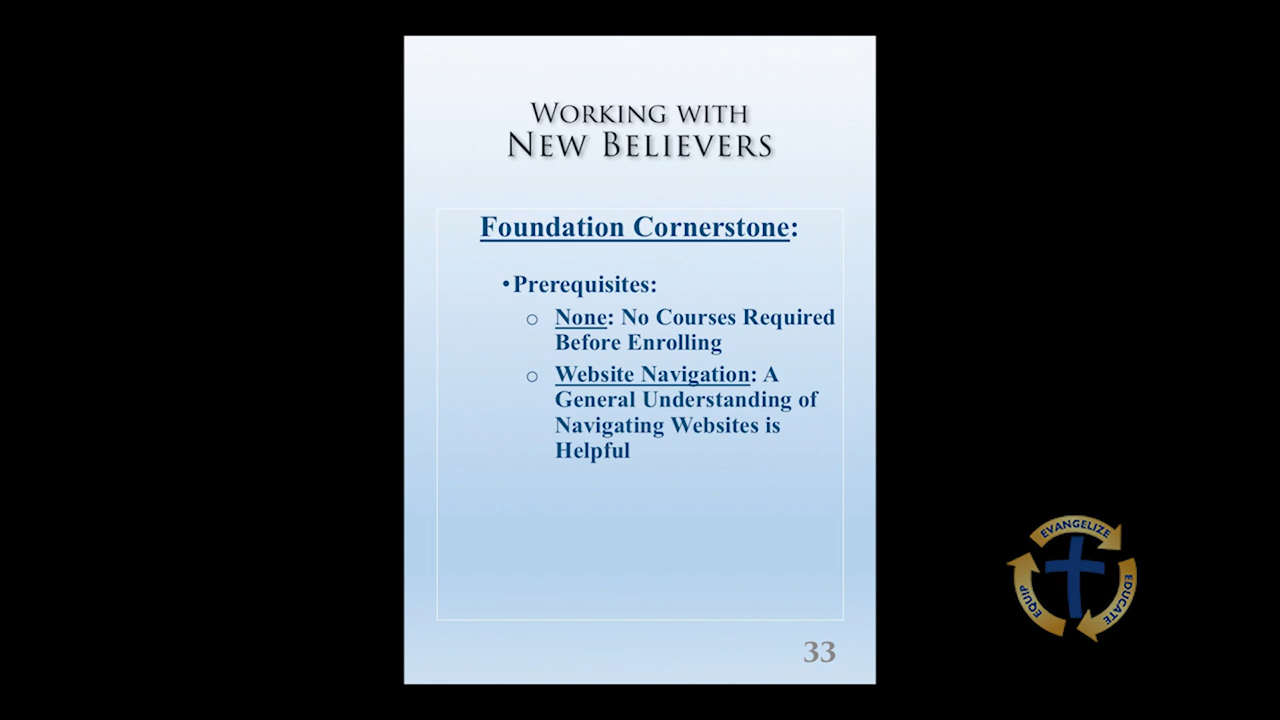 WORKING WITH
NEW BELIEVERS
Foundation Cornerstone:
•Prerequisites:
o None: No Courses Required
Before Enrolling
o Website Navigation: A
General Understanding of
Navigating Websites is
Helpful
EVANGELIZE
EDUCATE
EQUIP
33